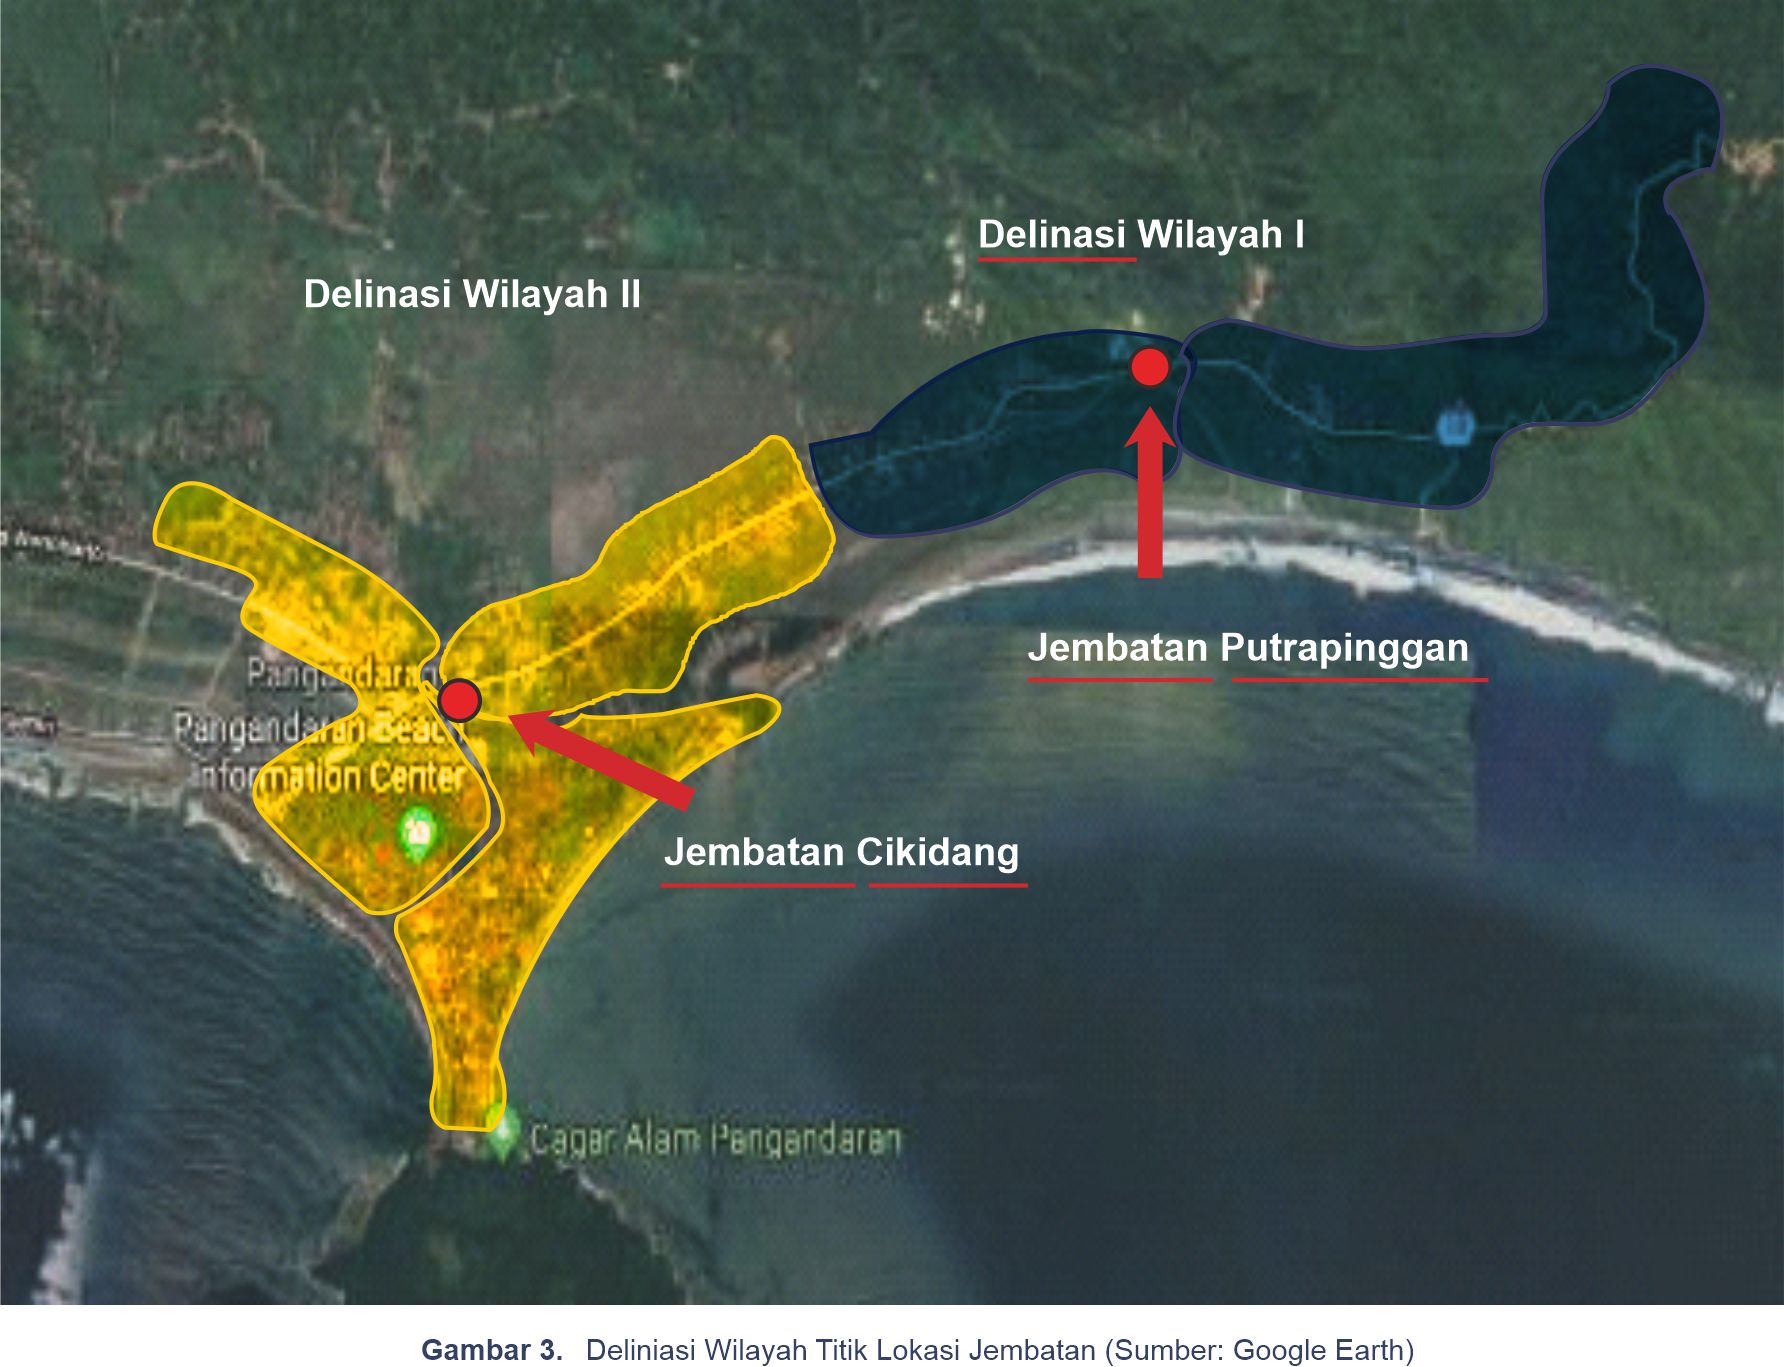 Delinasi Wilayah I
Delinasi Wilayah II
Jembatan Putrapinggan
Pangandaran
Pangandaran Beach
Information Center
Jembatan Cikidang
Cagar Alam Pangandaran
Gambar 3. Deliniasi Wilayah Titik Lokasi Jembatan (Sumber: Google Earth)